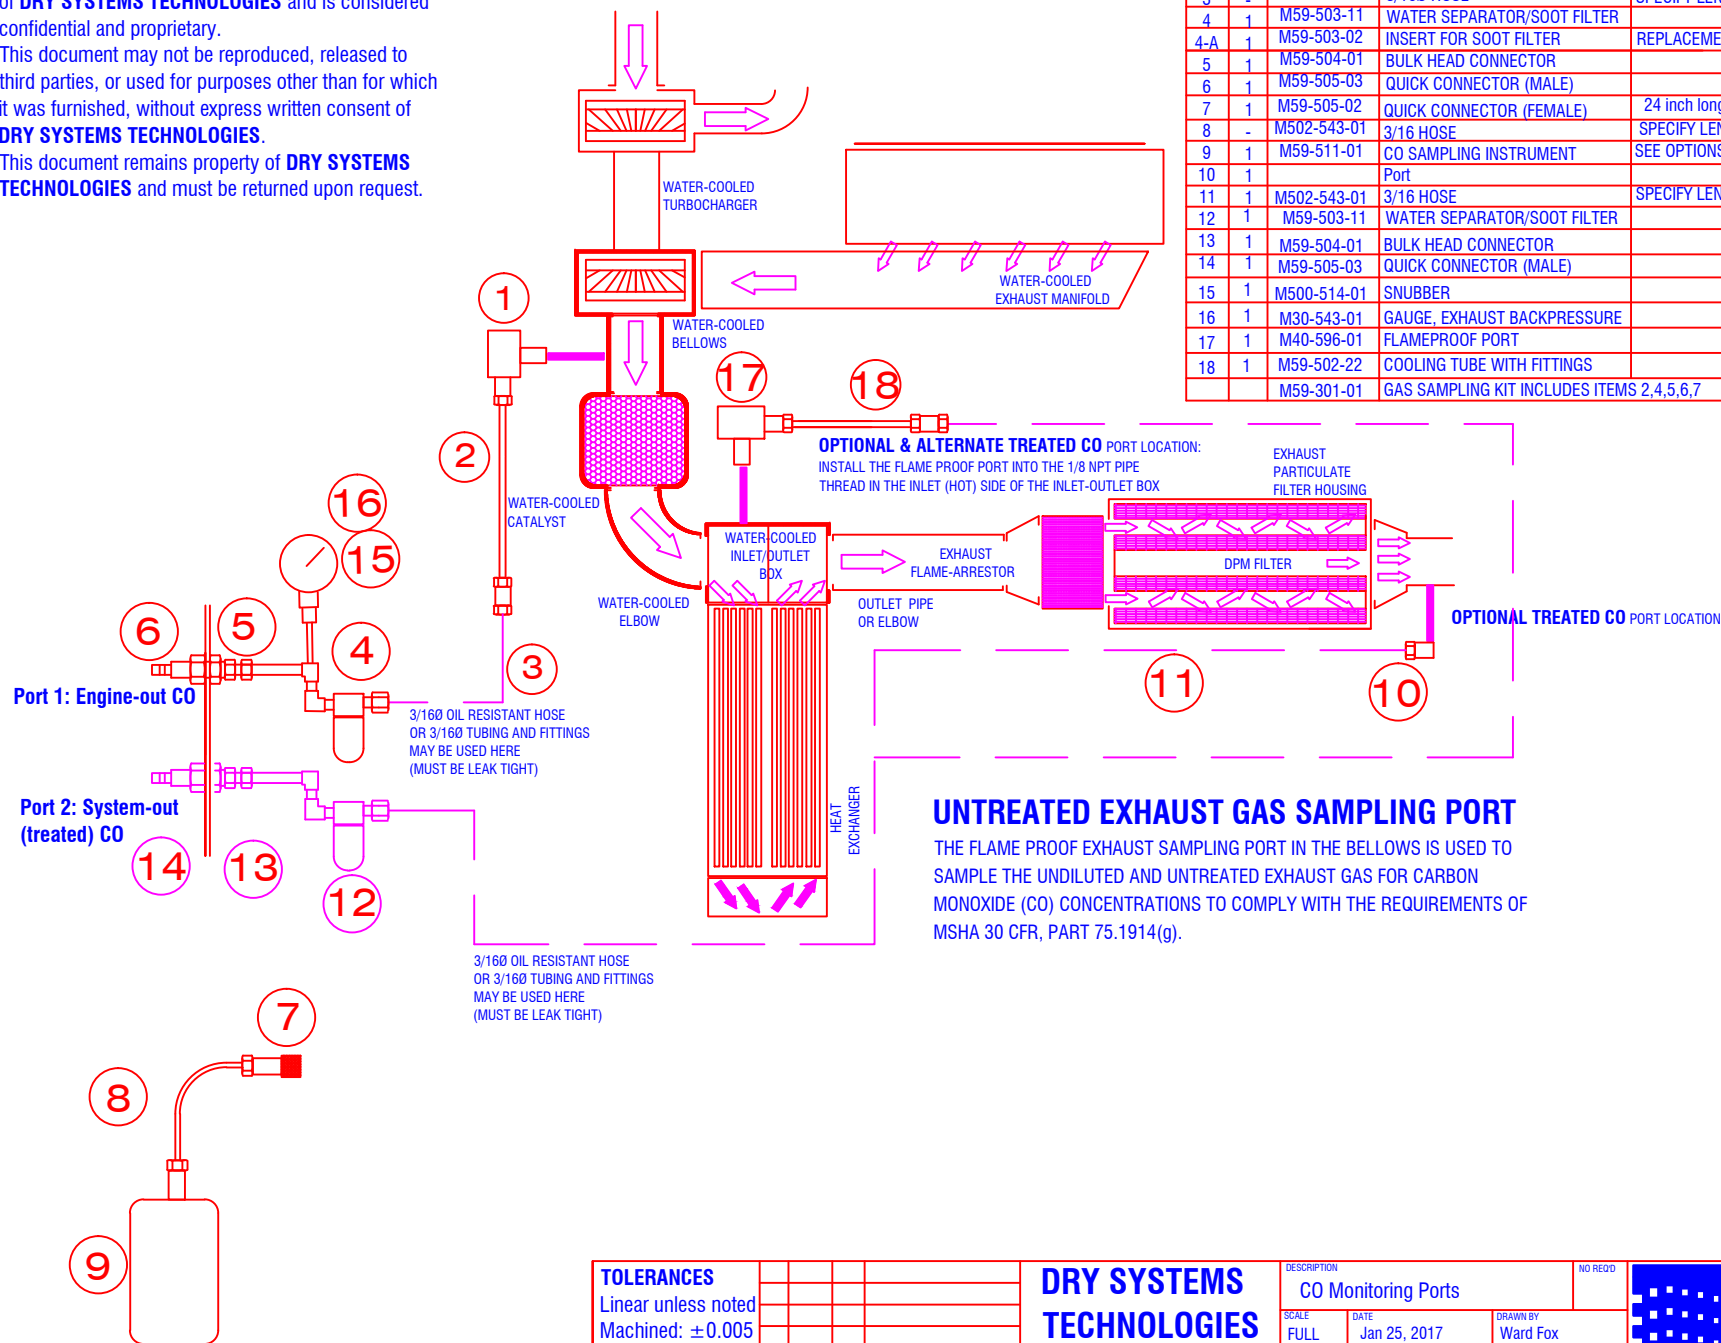 of DRY SYSTEMS TECHNOLOGIES and is considered
confidential and proprietary.
This document may not be reproduced, released to
third parties, or used for purposes other than for which
it was furnished, without express written consent of
DRY SYSTEMS TECHNOLOGIES.
This document remains property of DRY SYSTEMS
TECHNOLOGIES and must be returned upon request.
4 1 M59-503-11 WATER SEPARATOR/SOOT FILTER
4-A 1 M59-503-02 INSERT FOR SOOT FILTER REPLACEME
5 1 M59-504-01 BULK HEAD CONNECTOR
6 1 M59-505-03 QUICK CONNECTOR (MALE)
7 1 M59-505-02 QUICK CONNECTOR (FEMALE) 24 inch long
8 - M502-543-01 3/16 HOSE SPECIFY LEN
9 1 M59-511-01 CO SAMPLING INSTRUMENT SEE OPTIONS
10 1 Port
11 1 M502-543-01 3/16 HOSE SPECIFY LEN
12 1 M59-503-11 WATER SEPARATOR/SOOT FILTER
13 1 M59-504-01 BULK HEAD CONNECTOR
14 1 M59-505-03 QUICK CONNECTOR (MALE)
15 1 M500-514-01 SNUBBER
16 1 M30-543-01 GAUGE, EXHAUST BACKPRESSURE
17 1 M40-596-01 FLAMEPROOF PORT
18 1 M59-502-22 COOLING TUBE WITH FITTINGS
M59-301-01 GAS SAMPLING KIT INCLUDES ITEMS 2,4,5,6,7
WATER-COOLED
TURBOCHARGER
WATER-COOLED
EXHAUST MANIFOLD
1
WATER-COOLED
BELLOWS
17
18
2
OPTIONAL & ALTERNATE TREATED CO PORT LOCATION:
INSTALL THE FLAME PROOF PORT INTO THE 1/8 NPT PIPE
THREAD IN THE INLET (HOT) SIDE OF THE INLET-OUTLET BOX
EXHAUST
PARTICULATE
FILTER HOUSING
WATER-COOLED
CATALYST
16
15
WATER-COOLED
INLET/OUTLET
BOX
EXHAUST
FLAME-ARRESTOR
DPM FILTER
WATER-COOLED
ELBOW
OUTLET PIPE
OR ELBOW
OPTIONAL TREATED CO PORT LOCATION
6
5
4
3
11
10
Port 1: Engine-out CO
3/16Ø OIL RESISTANT HOSE
OR 3/16Ø TUBING AND FITTINGS
MAY BE USED HERE
(MUST BE LEAK TIGHT)
Port 2: System-out
(treated) CO
14
13
12
HEAT
EXCHANGER
UNTREATED EXHAUST GAS SAMPLING PORT
THE FLAME PROOF EXHAUST SAMPLING PORT IN THE BELLOWS IS USED TO
SAMPLE THE UNDILUTED AND UNTREATED EXHAUST GAS FOR CARBON
MONOXIDE (CO) CONCENTRATIONS TO COMPLY WITH THE REQUIREMENTS OF
MSHA 30 CFR, PART 75.1914(g).
3/16Ø OIL RESISTANT HOSE
OR 3/16Ø TUBING AND FITTINGS
MAY BE USED HERE
(MUST BE LEAK TIGHT)
7
8
9
TOLERANCES
Linear unless noted
Machined: ±0.005
DRY SYSTEMS
TECHNOLOGIES
DESCRIPTION
CO Monitoring Ports
NO REQ'D
SCALE
FULL
DATE
Jan 25, 2017
DRAWN BY
Ward Fox